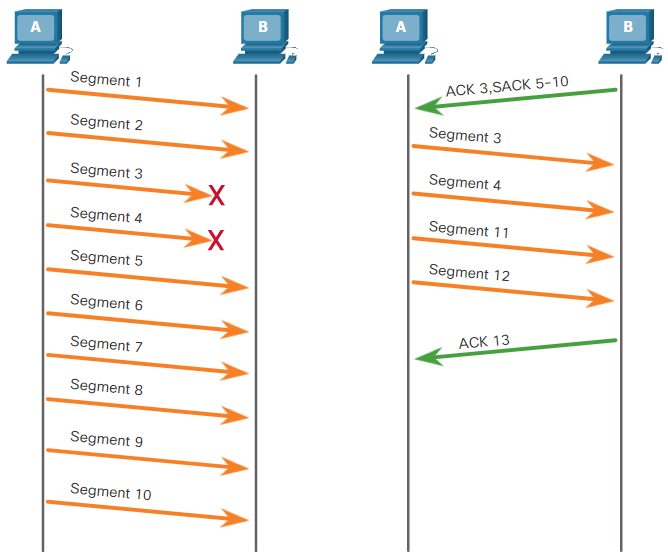 A
B
Segment 1
Segment 2
Segment 3
X
Segment 4
X
Segment 5
Segment 6
Segment 7
Segment 8
Segment 9
Segment 10
A
B
ACK 3,SACK 5-10
Segment 3
Segment 4
Segment 11
Segment 12
ACK 13